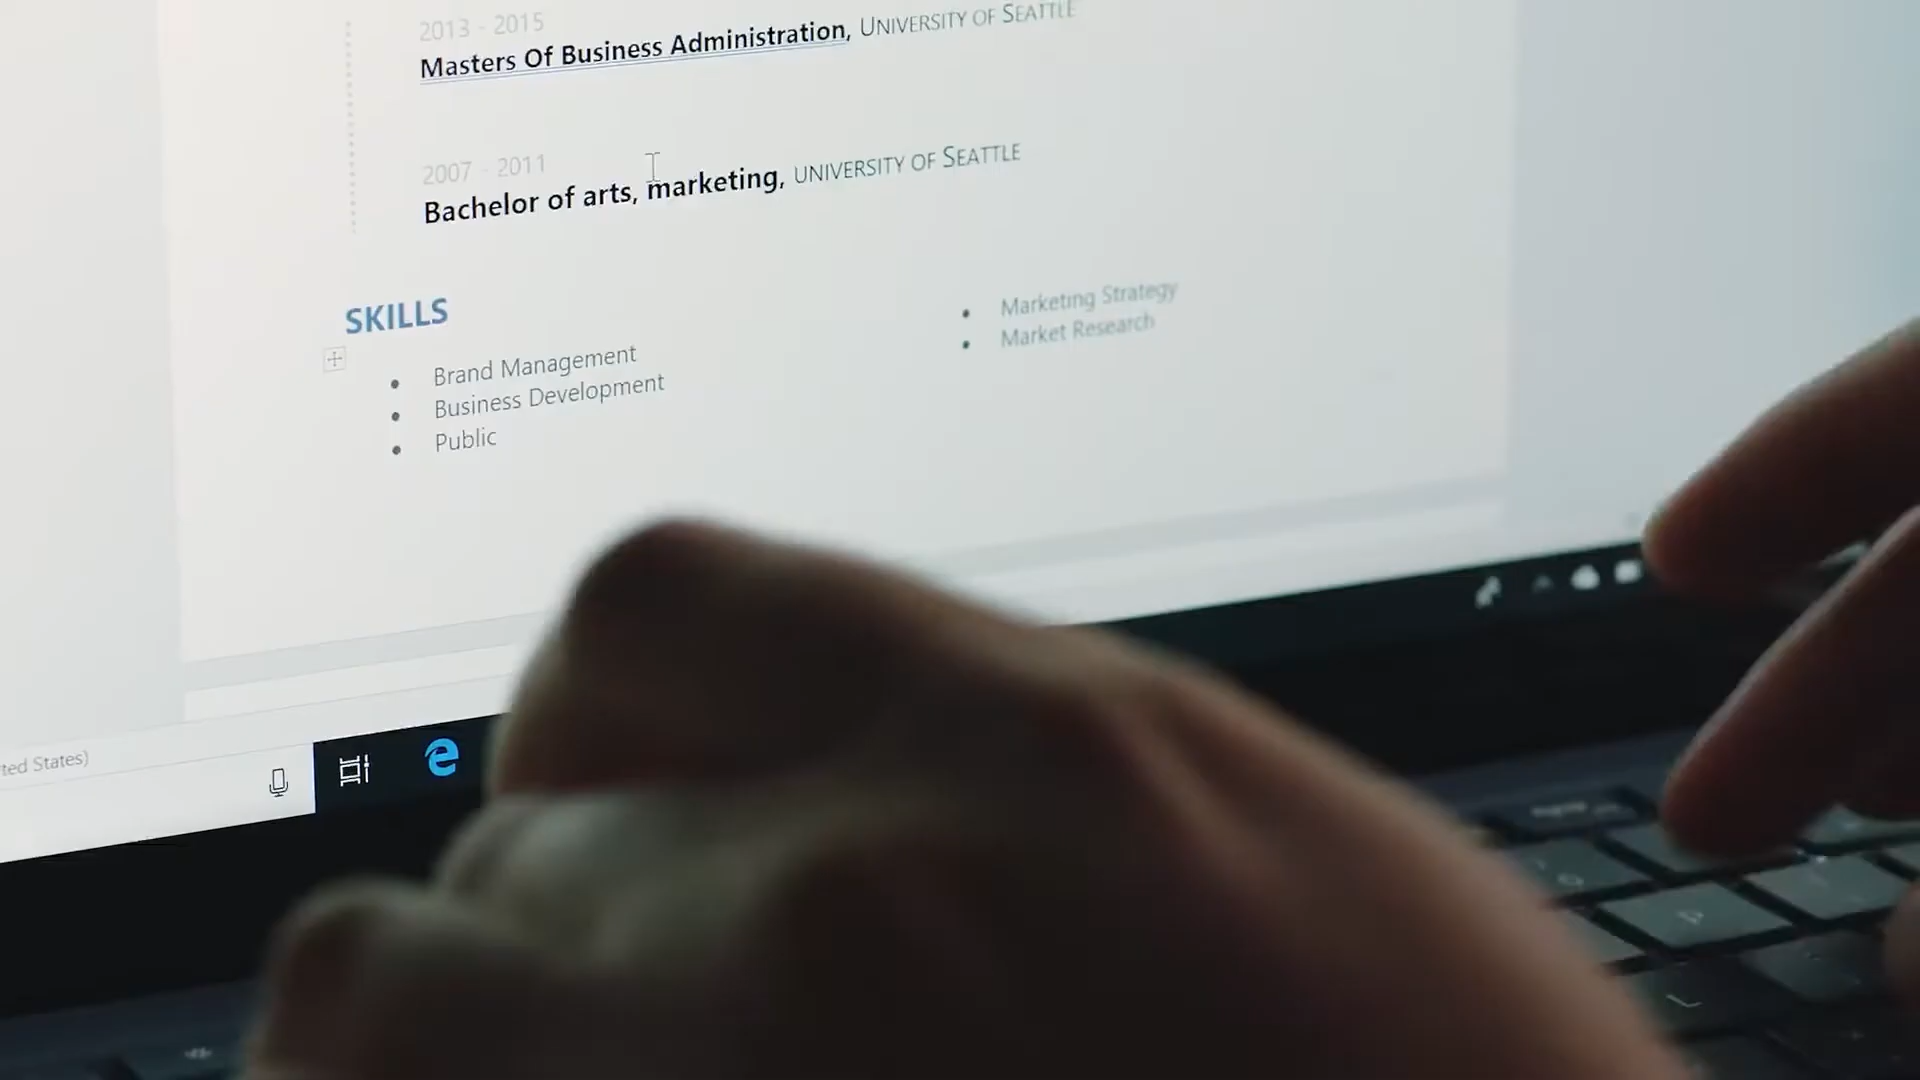 2013 - 2015
Masters Of Business Administration, UNIVERSITY OF SEATTLE
2007 - 2011
Bachelor of arts, marketing, UNIVERSITY OF SEATTLE
SKILLS
• Brand Management
• Business Development
• Public
• Marketing Strategy
• Market Research
ted States)
L